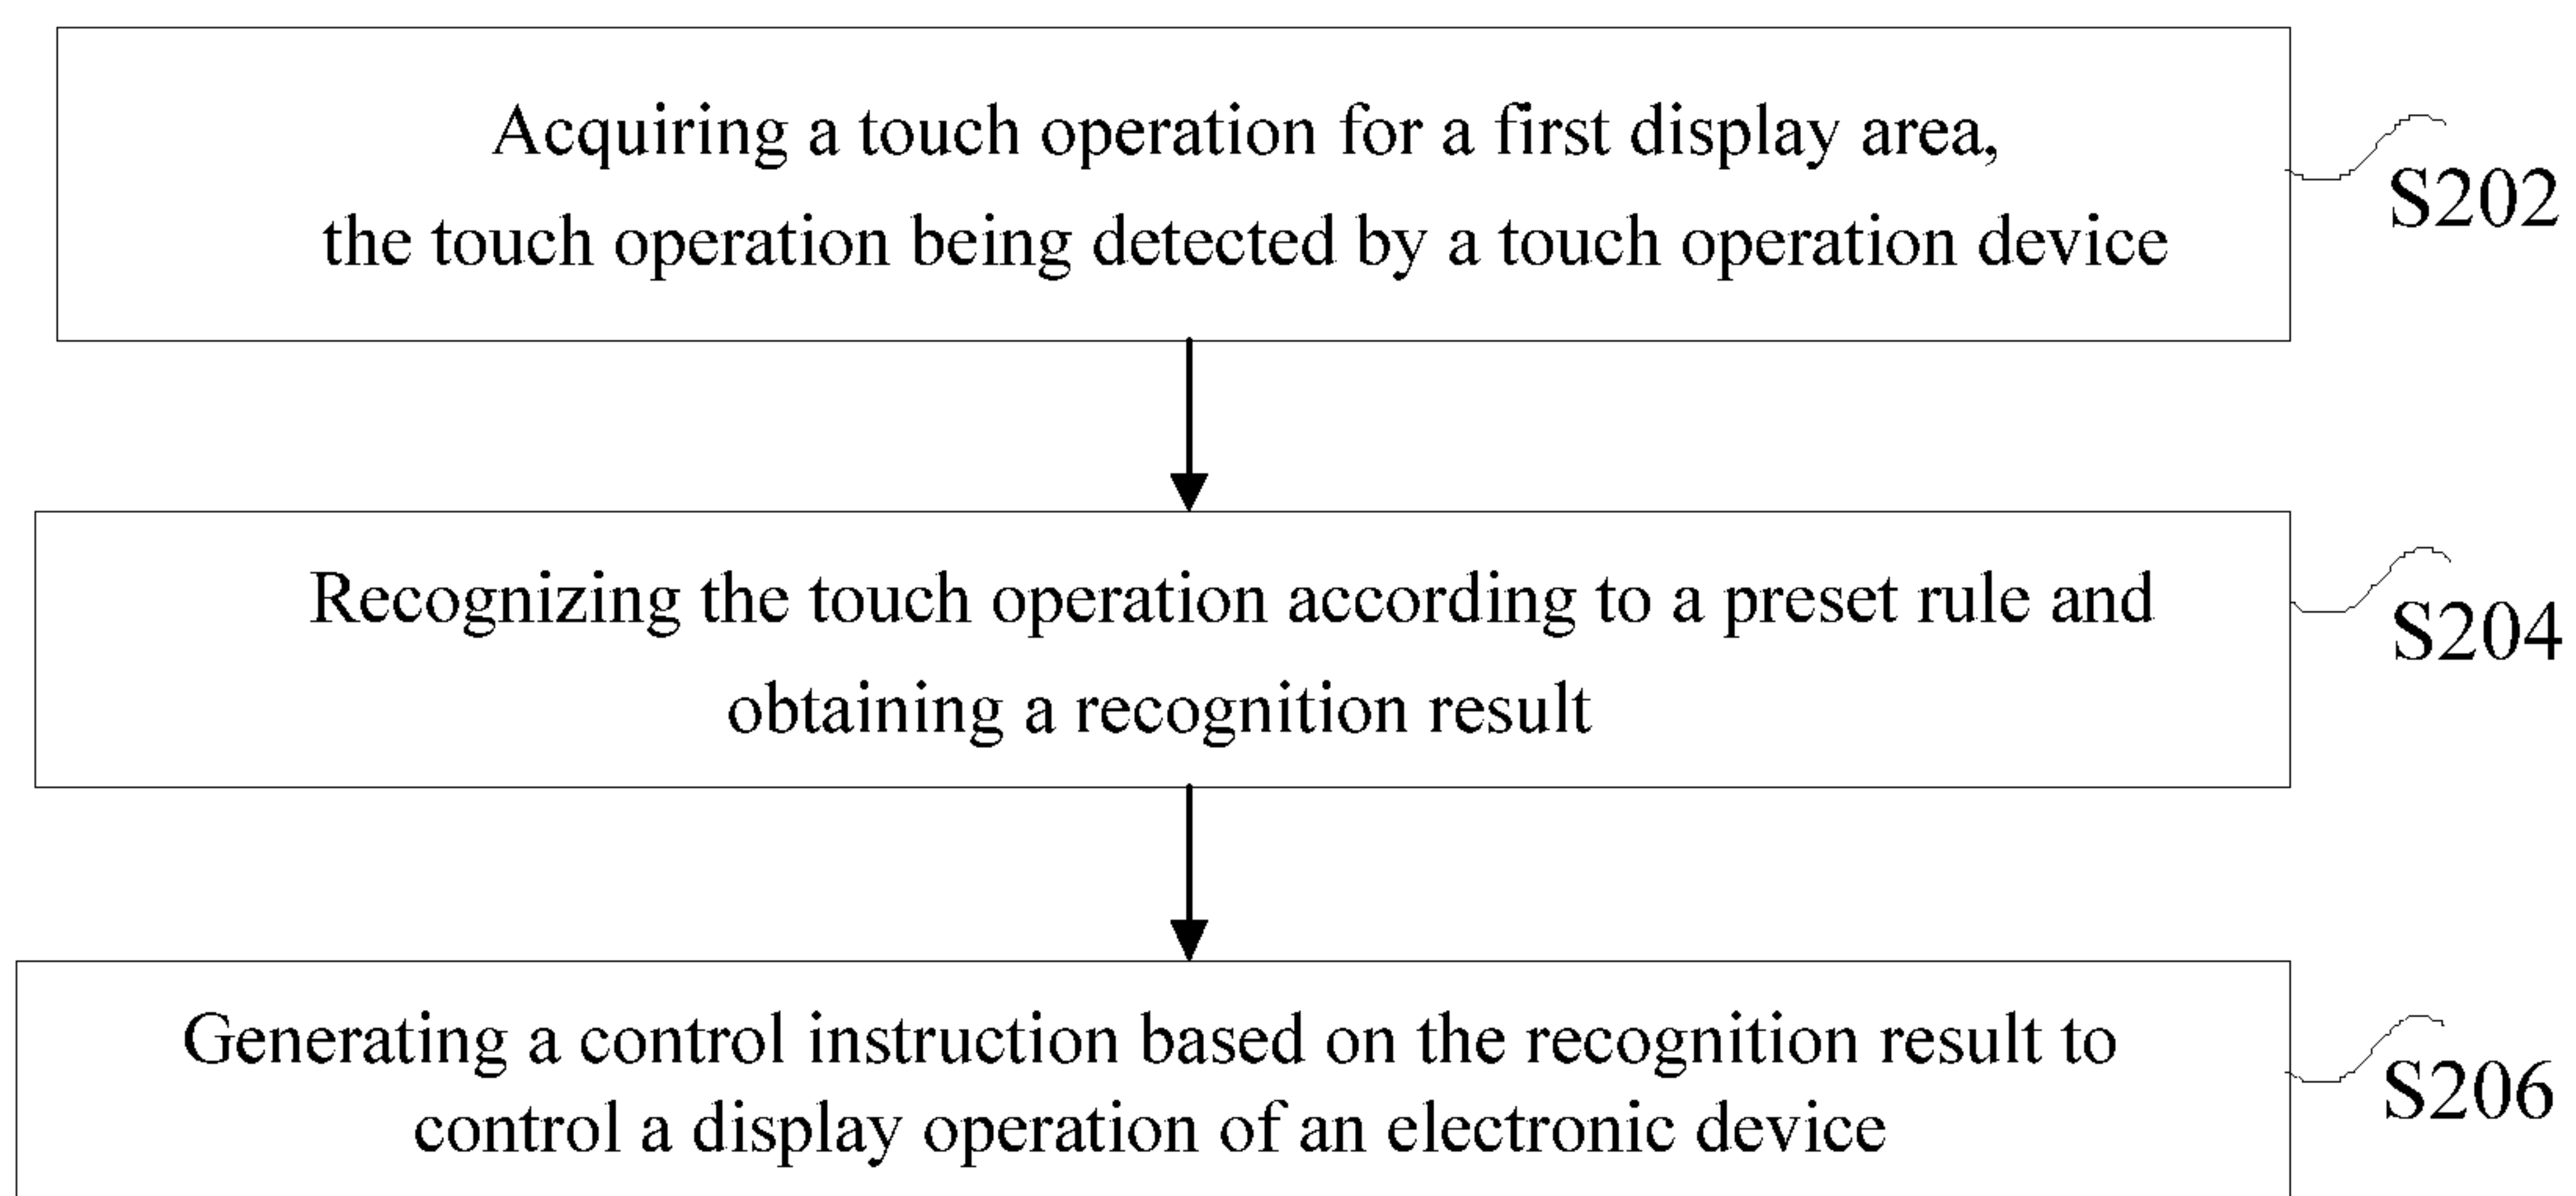 Acquiring a touch operation for a first display area,
the touch operation being detected by a touch operation device
S202
Recognizing the touch operation according to a preset rule and
obtaining a recognition result
S204
Generating a control instruction based on the recognition result to
control a display operation of an electronic device
S206